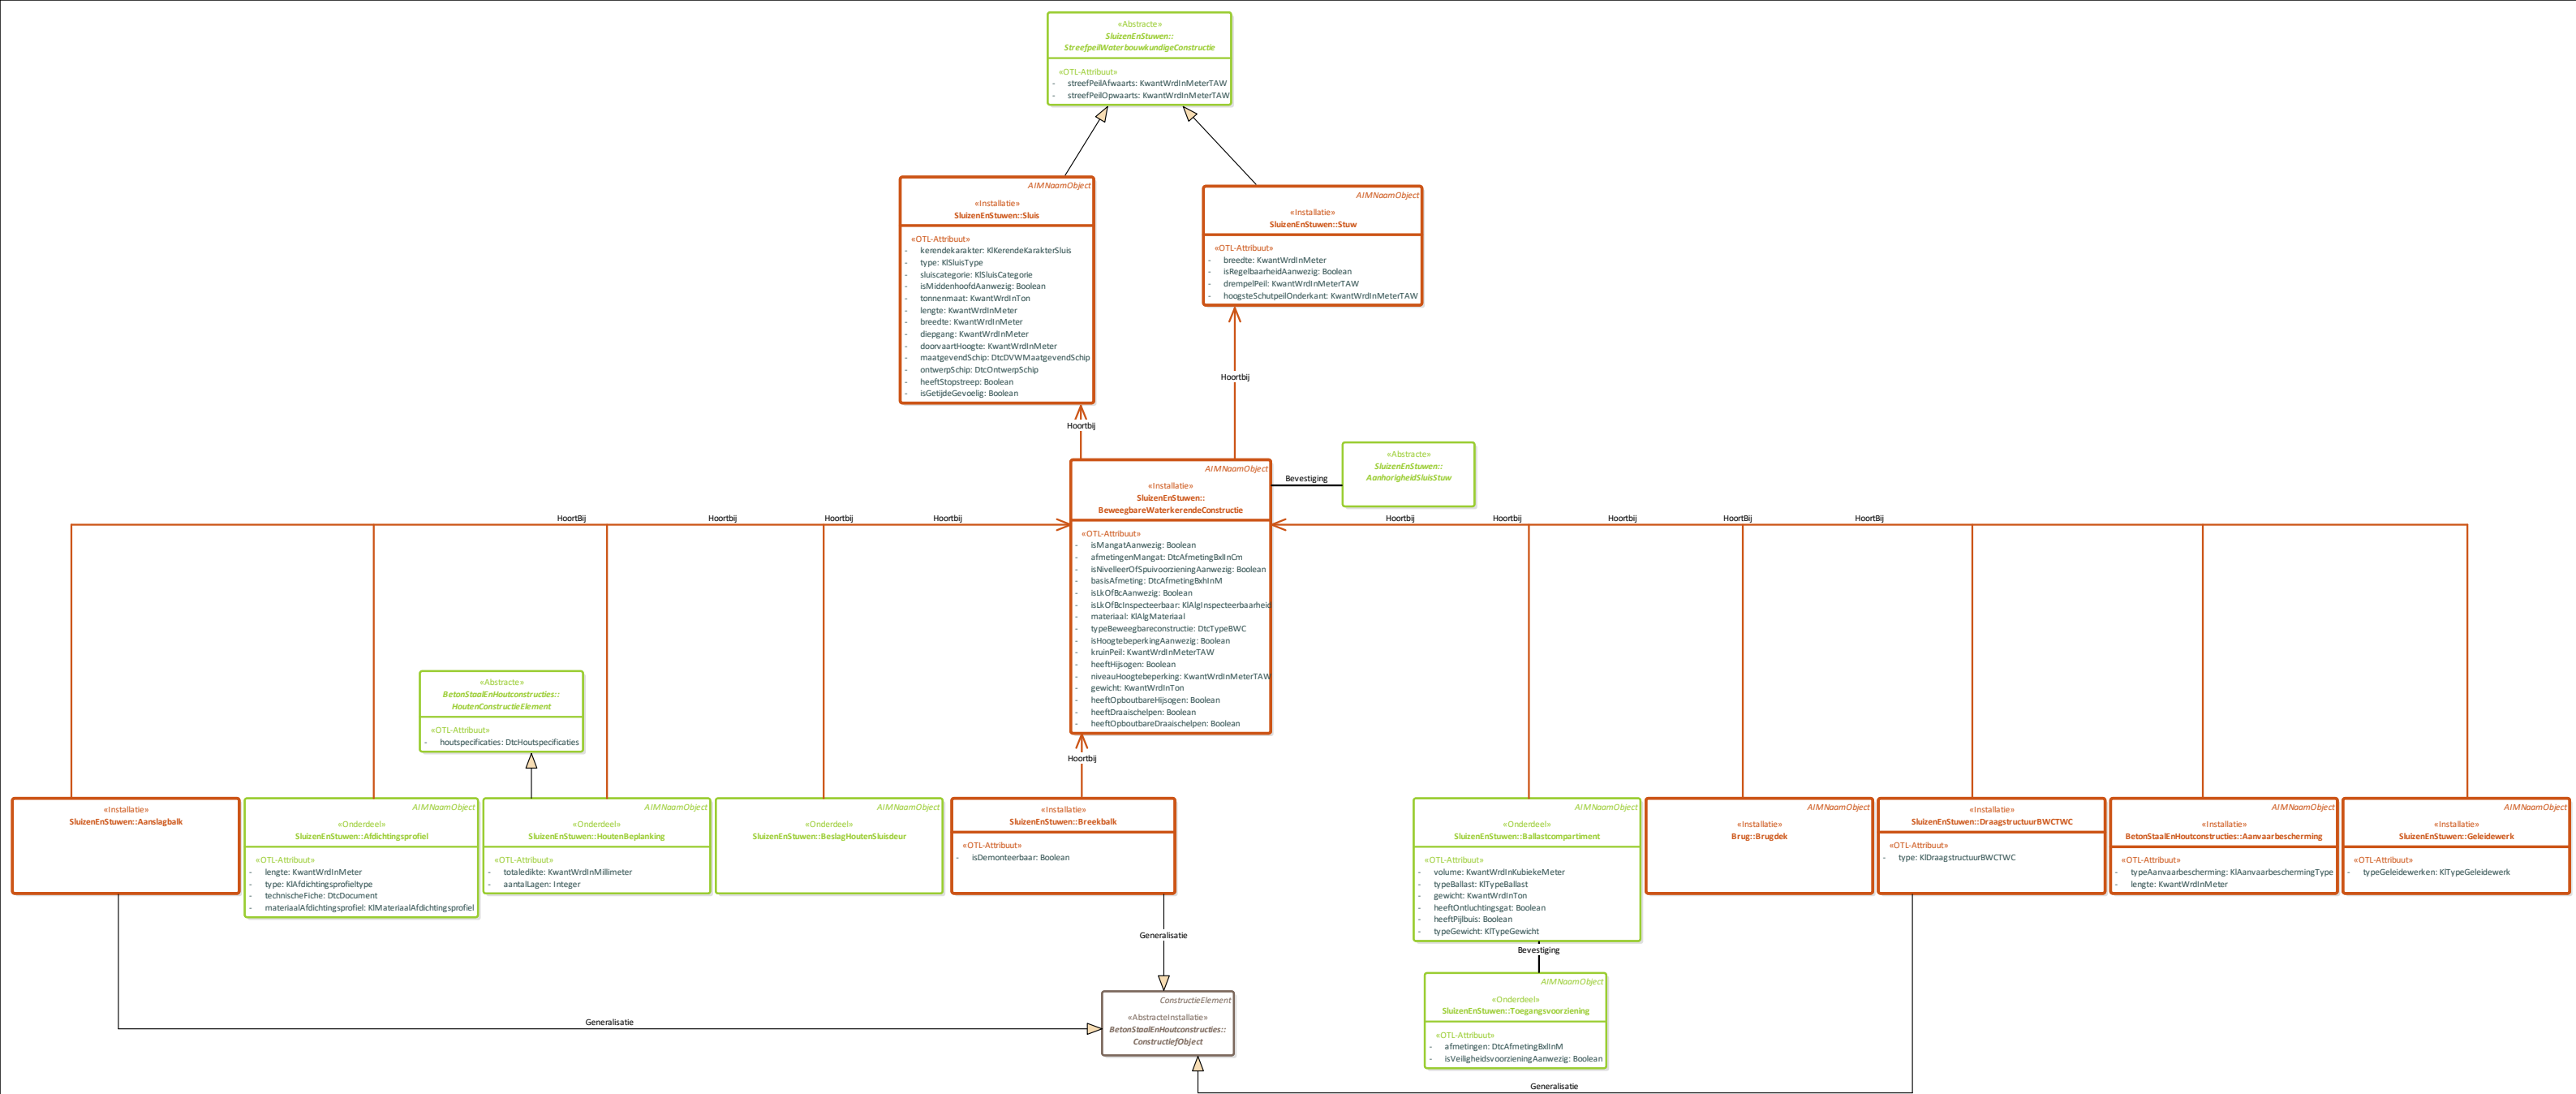 «Abstracte»
SluizenEnStuwen::
StreefpeilWaterbouwkundigeConstructie
«OTL-Attribuut»
- streefPeilAfwaarts: KwantWrdInMeterTAW
- streefPeilOpwaarts: KwantWrdInMeterTAW
AIMNaamObject
«Installatie»
SluizenEnStuwen::Sluis
«OTL-Attribuut»
- kerendekarakter: KlKerendeKarakterSluis
- type: KlSluisType
- sluiscategorie: KlSluisCategorie
- isMiddenhoofdAanwezig: Boolean
- tonnenmaat: KwantWrdInTon
- lengte: KwantWrdInMeter
- breedte: KwantWrdInMeter
- diepgang: KwantWrdInMeter
- doorvaartHoogte: KwantWrdInMeter
- maatgevendSchip: DtcDVWMaatgevendSchip
- ontwerpSchip: DtcOntwerpSchip
- heeftStopstreep: Boolean
- isGetijdeGevoelig: Boolean
AIMNaamObject
«Installatie»
SluizenEnStuwen::Stuw
«OTL-Attribuut»
- breedte: KwantWrdInMeter
- isRegelbaarheidAanwezig: Boolean
- drempelPeil: KwantWrdInMeterTAW
- hoogsteSchutpeilOnderkant: KwantWrdInMeterTAW
Hoortbij
Hoortbij
AIMNaamObject
«Installatie»
SluizenEnStuwen::
BeweegbareWaterkerendeConstructie
«OTL-Attribuut»
- isMangatAanwezig: Boolean
- afmetingenMangat: DtcAfmetingBxlInCm
- isNivelleerOfSpuivoorzieningAanwezig: Boolean
- basisAfmeting: DtcAfmetingBxhInM
- isLkOfBcAanwezig: Boolean
- isLkOfBcInspecteerbaar: KlAlgInspecteerbaarheid
- materiaal: KlAlgMateriaal
- typeBeweegbareconstructie: DtcTypeBWC
- isHoogtebeperkingAanwezig: Boolean
- kruinPeil: KwantWrdInMeterTAW
- heeftHijsogen: Boolean
- niveauHoogtebeperking: KwantWrdInMeterTAW
- gewicht: KwantWrdInTon
- heeftOpboutbareHijsogen: Boolean
- heeftDraaischelpen: Boolean
- heeftOpboutbareDraaischelpen: Boolean
Bevestiging
«Abstracte»
SluizenEnStuwen::
AanhorigheidSluisStuw
HoortBij
Hoortbij
Hoortbij
Hoortbij
Hoortbij
Hoortbij
Hoortbij
HoortBij
HoortBij
«Abstracte»
BetonStaalEnHoutconstructies::
HoutenConstructieElement
«OTL-Attribuut»
- houtspecificaties: DtcHoutspecificaties
Hoortbij
«Installatie»
SluizenEnStuwen::Aanslagbalk
AIMNaamObject
«Onderdeel»
SluizenEnStuwen::Afdichtingsprofiel
«OTL-Attribuut»
- lengte: KwantWrdInMeter
- type: KlAfdichtingsprofieltype
- technischeFiche: DtcDocument
- materiaalAfdichtingsprofiel: KlMateriaalAfdichtingsprofiel
AIMNaamObject
«Onderdeel»
SluizenEnStuwen::HoutenBeplanking
«OTL-Attribuut»
- totaledikte: KwantWrdInMillimeter
- aantalLagen: Integer
AIMNaamObject
«Onderdeel»
SluizenEnStuwen::BeslagHoutenSluisdeur
«Installatie»
SluizenEnStuwen::Breekbalk
«OTL-Attribuut»
- isDemonteerbaar: Boolean
AIMNaamObject
«Onderdeel»
SluizenEnStuwen::Ballastcompartiment
«OTL-Attribuut»
- volume: KwantWrdInKubiekeMeter
- typeBallast: KlTypeBallast
- gewicht: KwantWrdInTon
- heeftOntluchtingsgat: Boolean
- heeftPijlbuis: Boolean
- typeGewicht: KlTypeGewicht
AIMNaamObject
«Installatie»
Brug::Brugdek
«Installatie»
SluizenEnStuwen::DraagstructuurBWCTWC
«OTL-Attribuut»
- type: KlDraagstructuurBWCTWC
AIMNaamObject
«Installatie»
BetonStaalEnHoutconstructies::Aanvaarbescherming
«OTL-Attribuut»
- typeAanvaarbescherming: KlAanvaarbeschermingType
- lengte: KwantWrdInMeter
AIMNaamObject
«Installatie»
SluizenEnStuwen::Geleidewerk
«OTL-Attribuut»
- typeGeleidewerken: KlTypeGeleidewerk
Generalisatie
Bevestiging
AIMNaamObject
«Onderdeel»
SluizenEnStuwen::Toegangsvoorziening
«OTL-Attribuut»
- afmetingen: DtcAfmetingBxlInM
- isVeiligheidsvoorzieningAanwezig: Boolean
ConstructieElement
«AbstracteInstallatie»
BetonStaalEnHoutconstructies::
ConstructiefObject
Generalisatie
Generalisatie